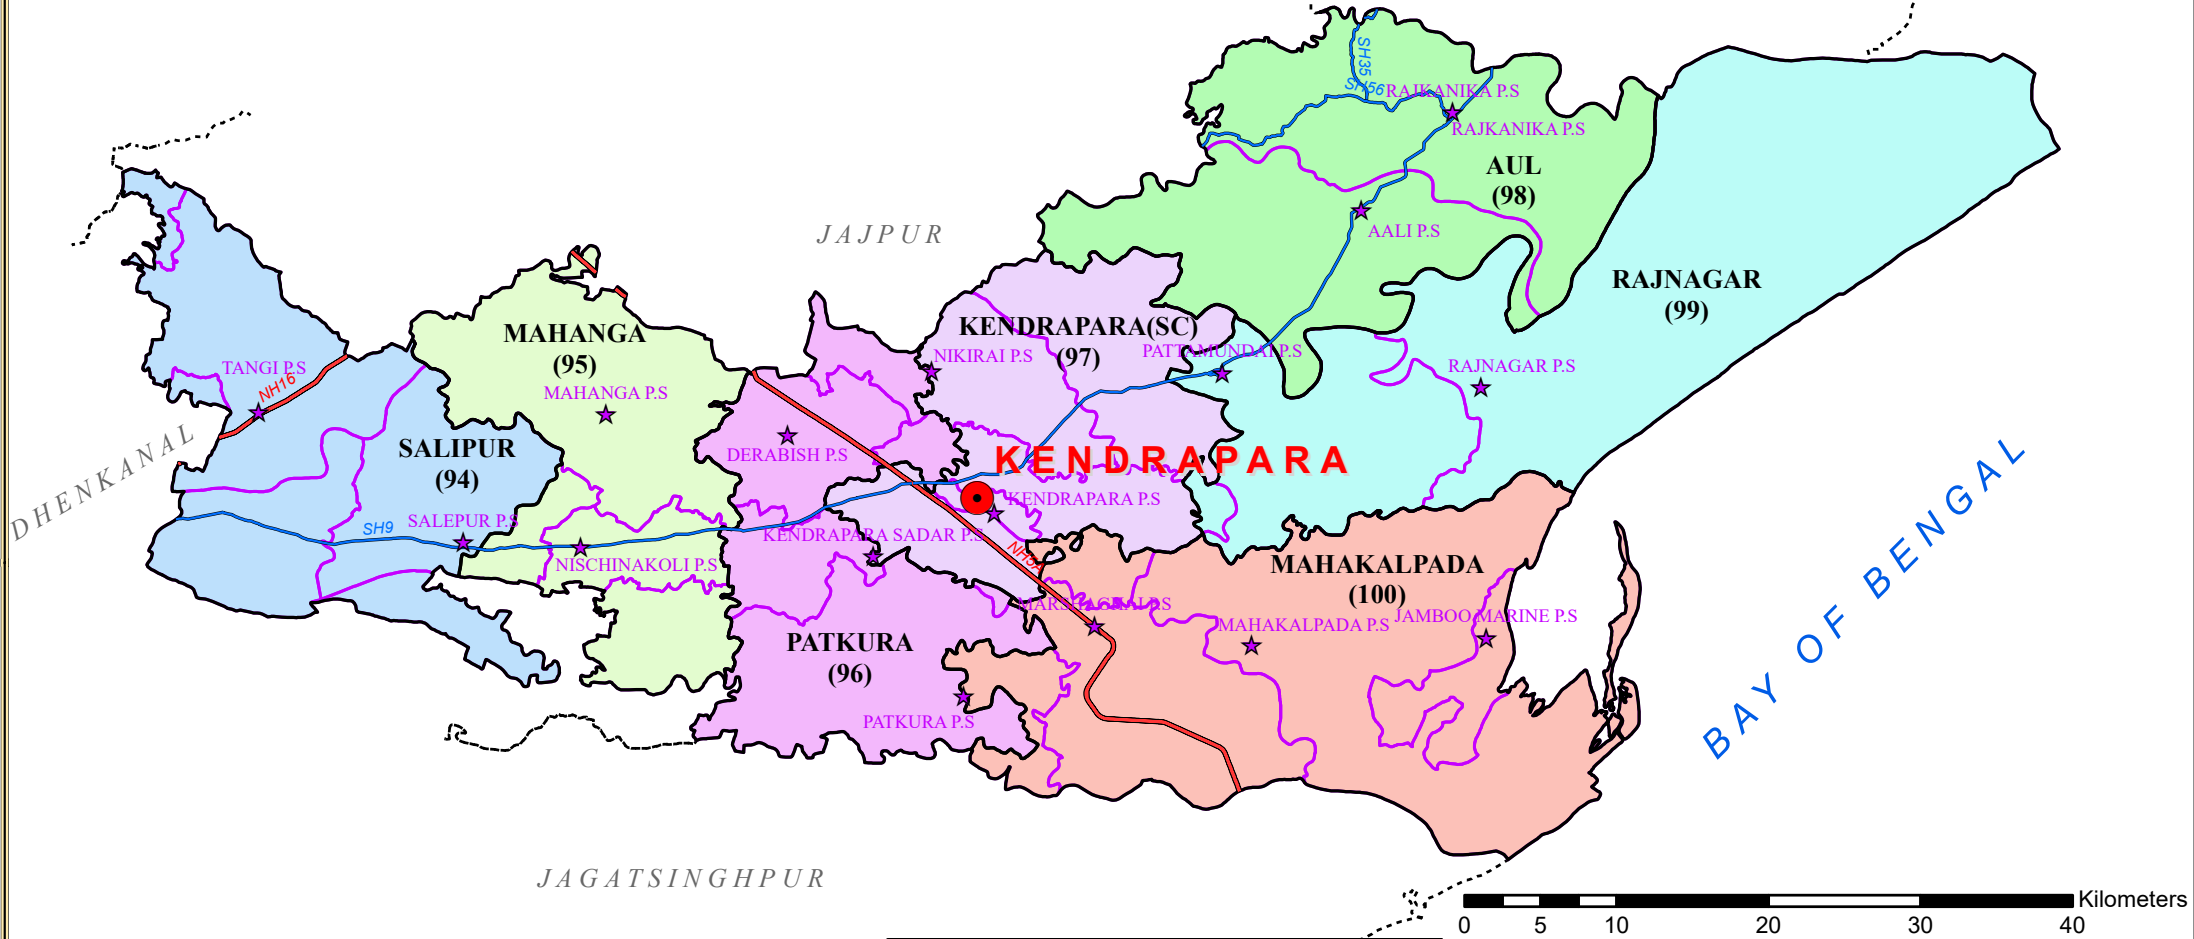 SH35
SH56
RAJKANIKA P.S
RAJKANIKA P.S
AUL
(98)
JAJPUR
AALI P.S
RAJNAGAR
(99)
MAHANGA
(95)
KENDRAPARA(SC)
(97)
NIKIRAI P.S
PATTAMUNDAI P.S
TANGI P.S
NH16
MAHANGA P.S
RAJNAGAR P.S
DHENKANAL
SALIPUR
(94)
DERABISH P.S
KENDRAPARA
KENDRAPARA P.S
SH9
SALEPUR P.S
KENDRAPARA SADAR P.S
NISCHINAKOLI P.S
MAHAKALPADA
(100)
MARSHAGHAI P.S
MAHAKALPADA P.S
JAMBOO MARINE P.S
PATKURA
(96)
PATKURA P.S
BAY OF BENGAL
JAGATSINGHPUR
Kilometers
0 5 10 20 30 40